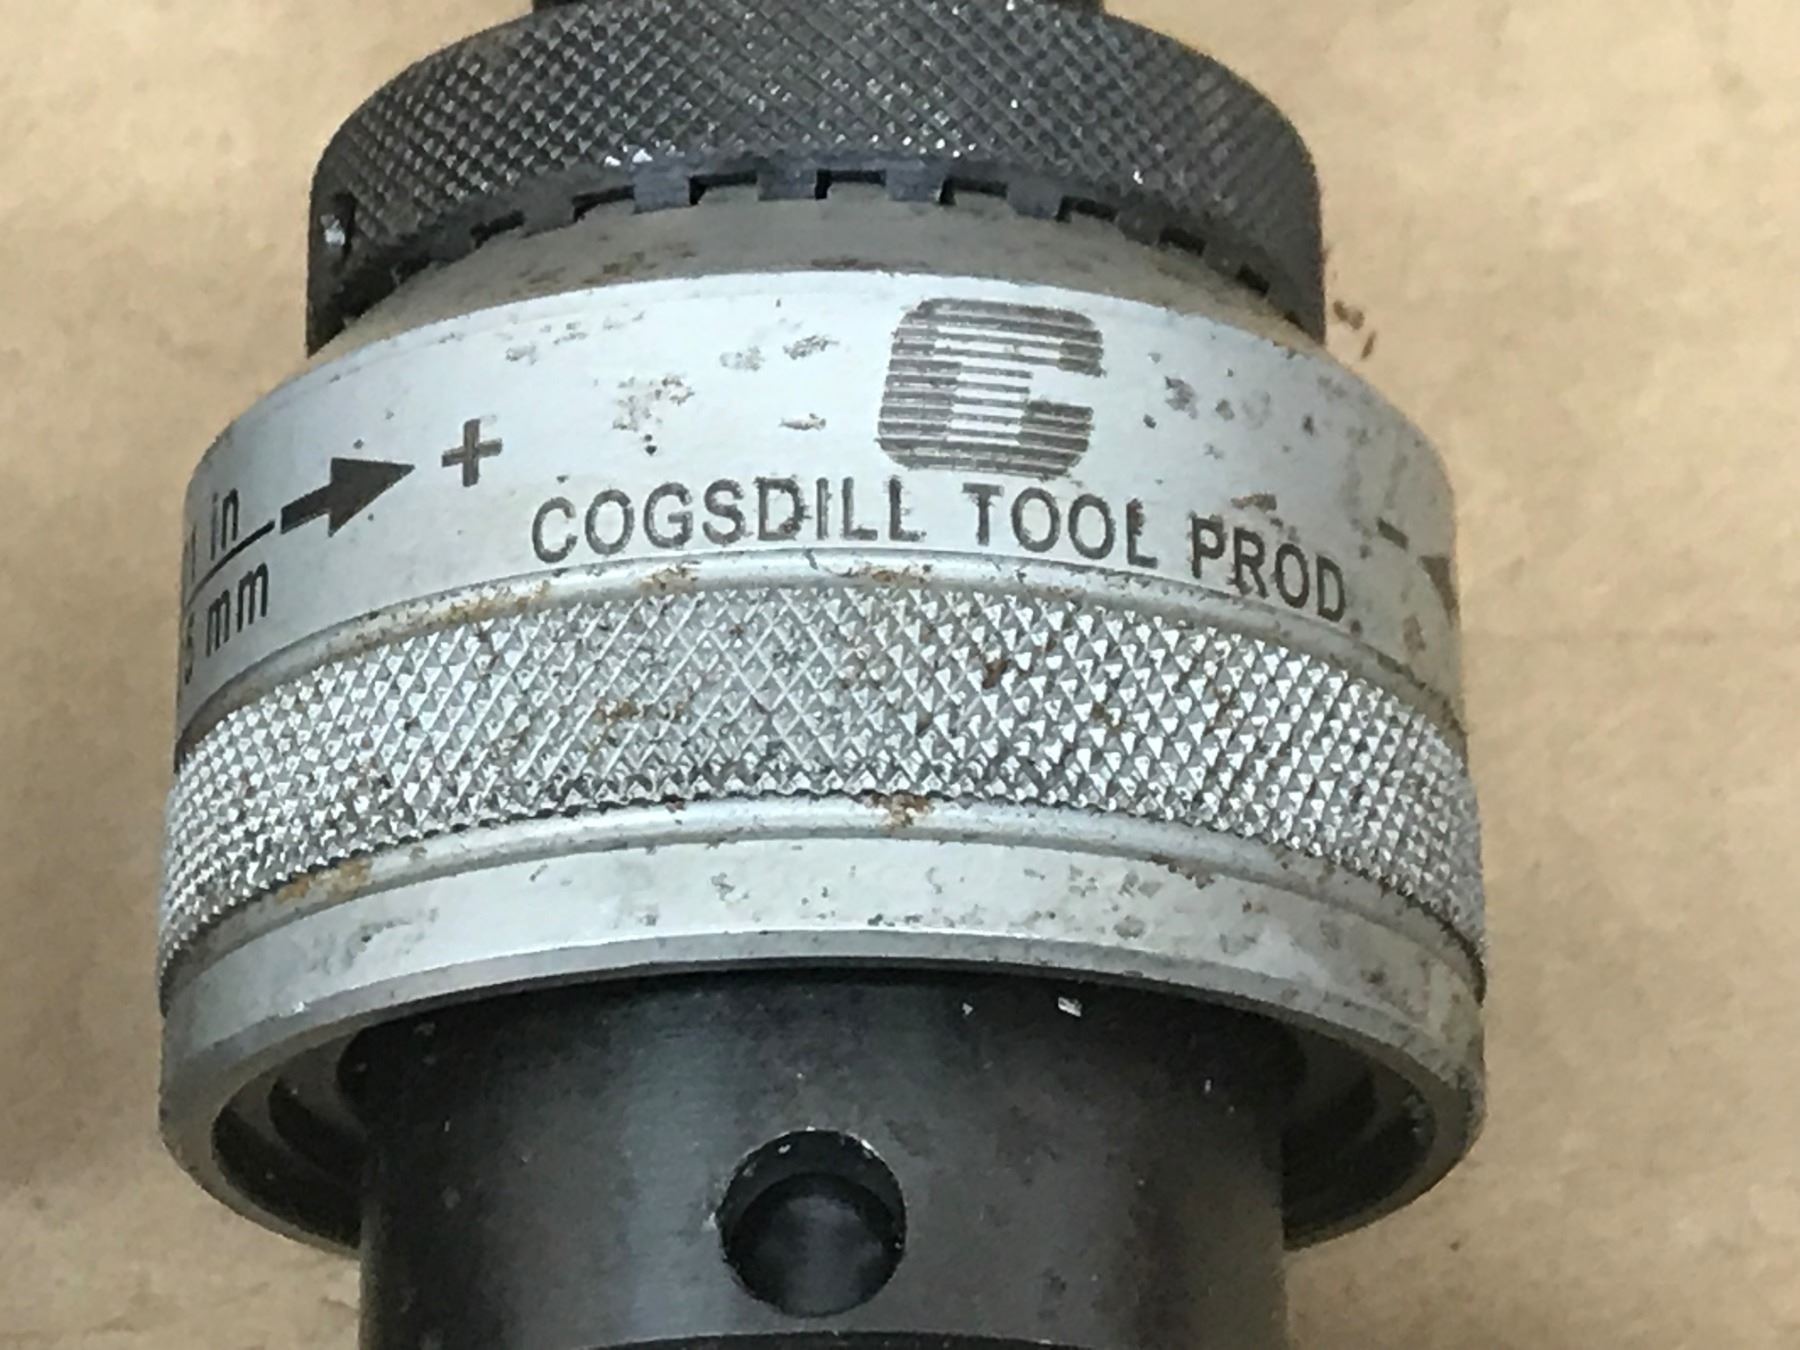 in
mm
+
C
COGSDILL TOOL PROD.
-